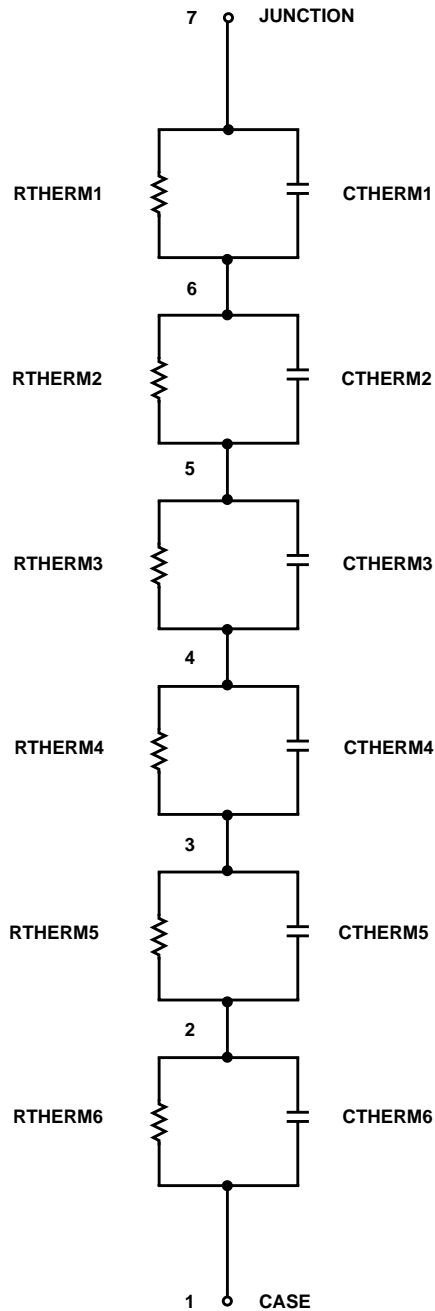 7 JUNCTION
RTHERM1 CTHERM1
6
RTHERM2 CTHERM2
5
RTHERM3 CTHERM3
4
RTHERM4 CTHERM4
3
RTHERM5 CTHERM5
2
RTHERM6 CTHERM6
1 CASE